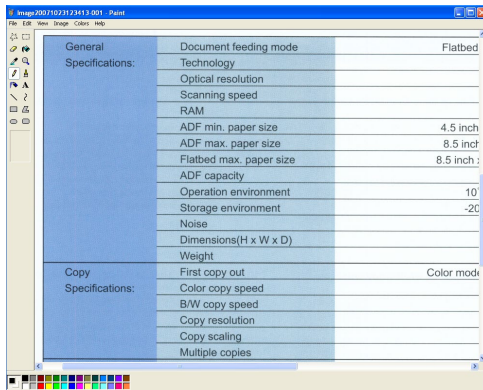 Image20071023123413-001 - Paint
File Edit View Image Colors Help
General Document feeding mode Flatbed
Specifications: Technology
Optical resolution
Scanning speed
RAM
ADF min. paper size 4.5 inch
ADF max. paper size 8.5 inch
Flatbed max. paper size 8.5 inch
ADF capacity
Operation environment 10
Storage environment -20
Noise
Dimensions(H x W x D)
Weight
Copy First copy out Color mode
Specifications: Color copy speed
B/W copy speed
Copy resolution
Copy scaling
Multiple copies